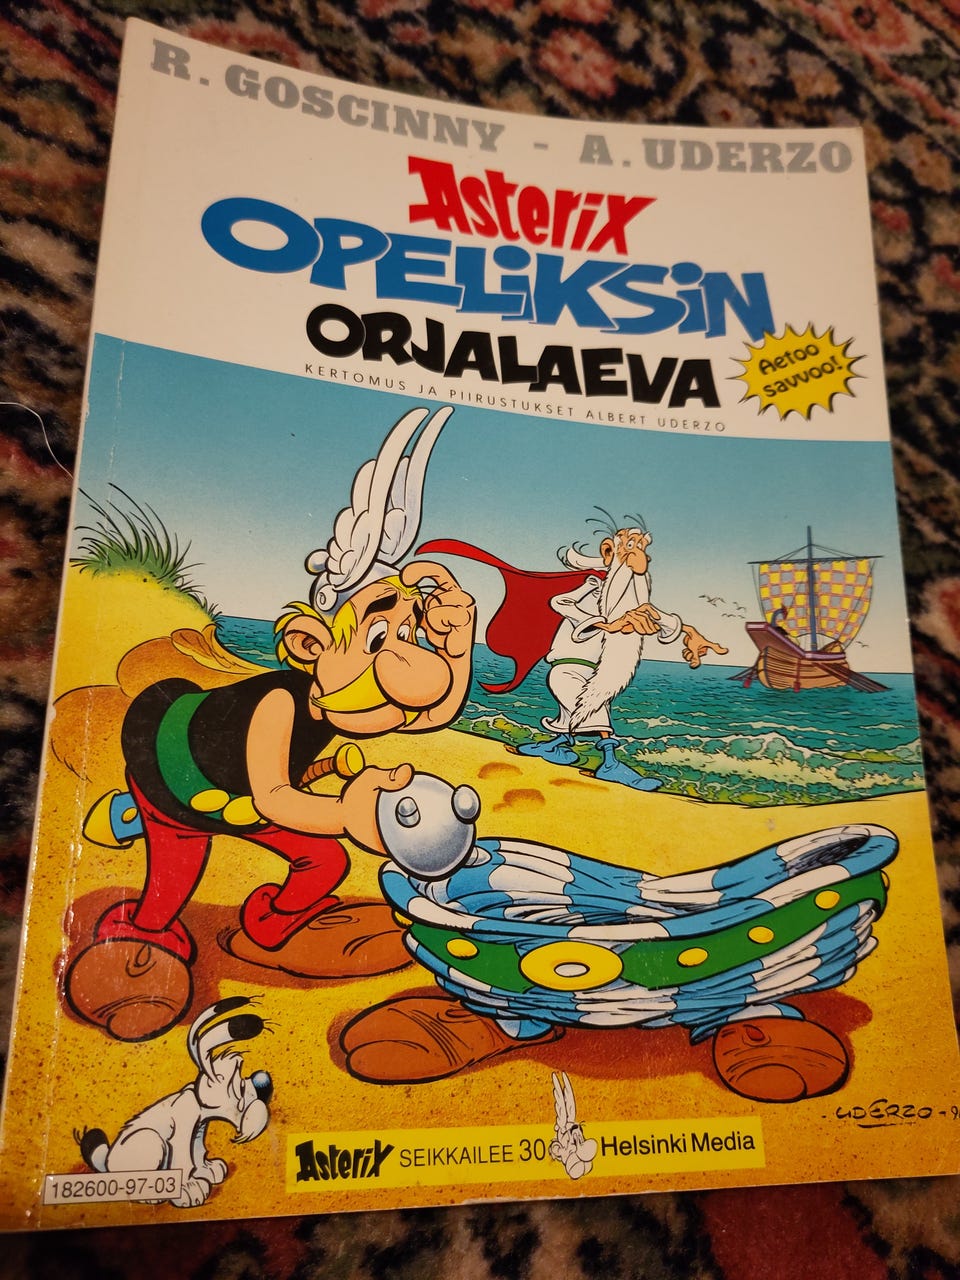 R. GOSCINNY - A. UDERZO
Asterix
OPELiKSiN
ORJALAEVA
KERTOMUS JA PIIRUSTUKSET ALBERT UDERZO
Aetoo
savvoo!
- UDERZO -
Asterix SEIKKAILEE 30 Helsinki Media
182600-97-03